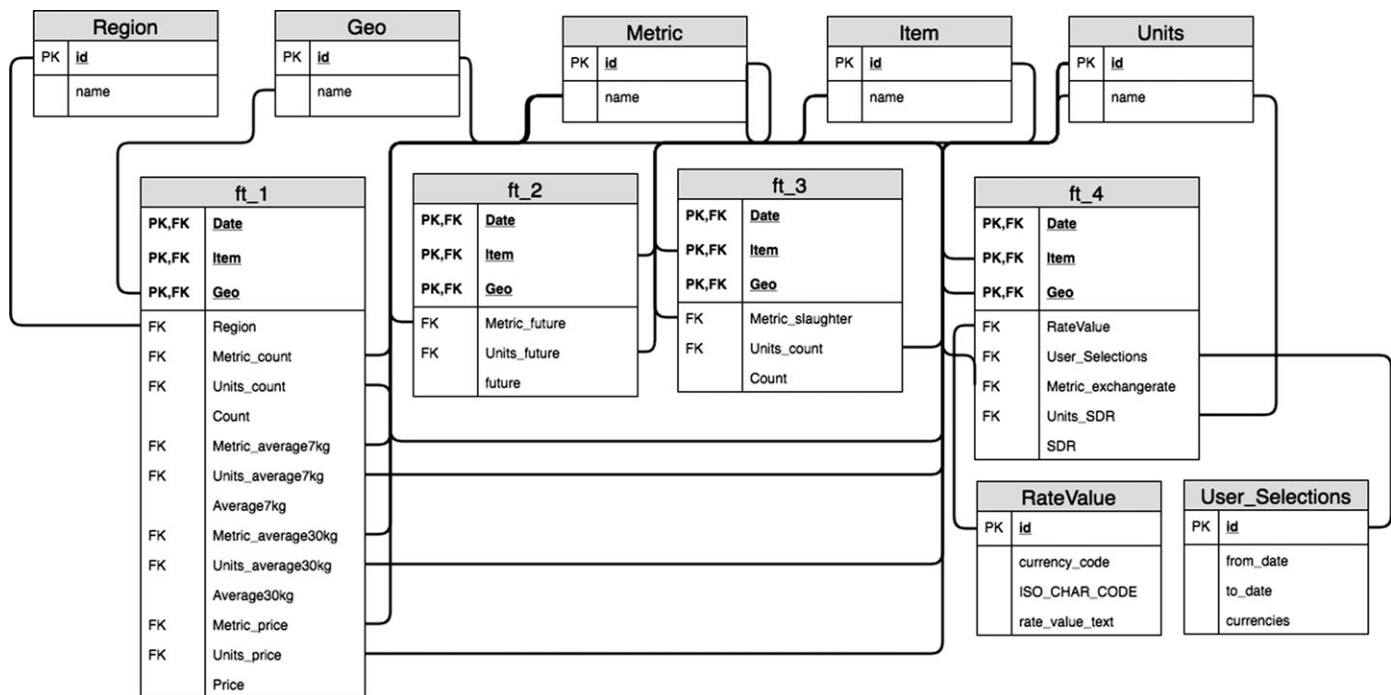 Region
PK id
name
Geo
PK id
name
Metric
PK id
name
Item
PK id
name
Units
PK id
name
ft_1
PK,FK Date
PK,FK Item
PK,FK Geo
FK Region
FK Metric_count
FK Units_count
Count
FK Metric_average7kg
FK Units_average7kg
Average7kg
FK Metric_average30kg
FK Units_average30kg
Average30kg
FK Metric_price
FK Units_price
Price
ft_2
PK,FK Date
PK,FK Item
PK,FK Geo
FK Metric_future
FK Units_future
future
ft_3
PK,FK Date
PK,FK Item
PK,FK Geo
FK Metric_slaughter
FK Units_count
Count
ft_4
PK,FK Date
PK,FK Item
PK,FK Geo
FK RateValue
FK User_Selections
FK Metric_exchangerate
FK Units_SDR
SDR
RateValue
PK id
currency_code
ISO_CHAR_CODE
rate_value_text
User_Selections
PK id
from_date
to_date
currencies